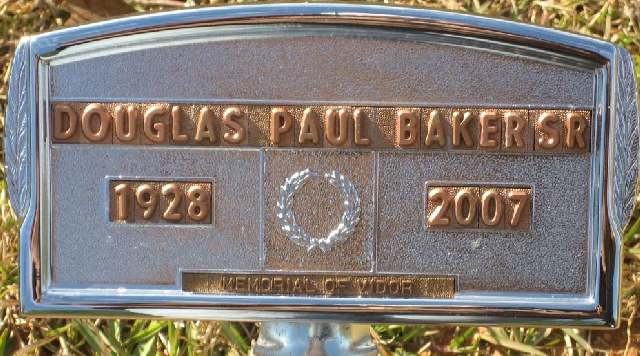 DOUGLAS PAUL BAKER SR
1928 2007
MEMORIAL OF VIDOR